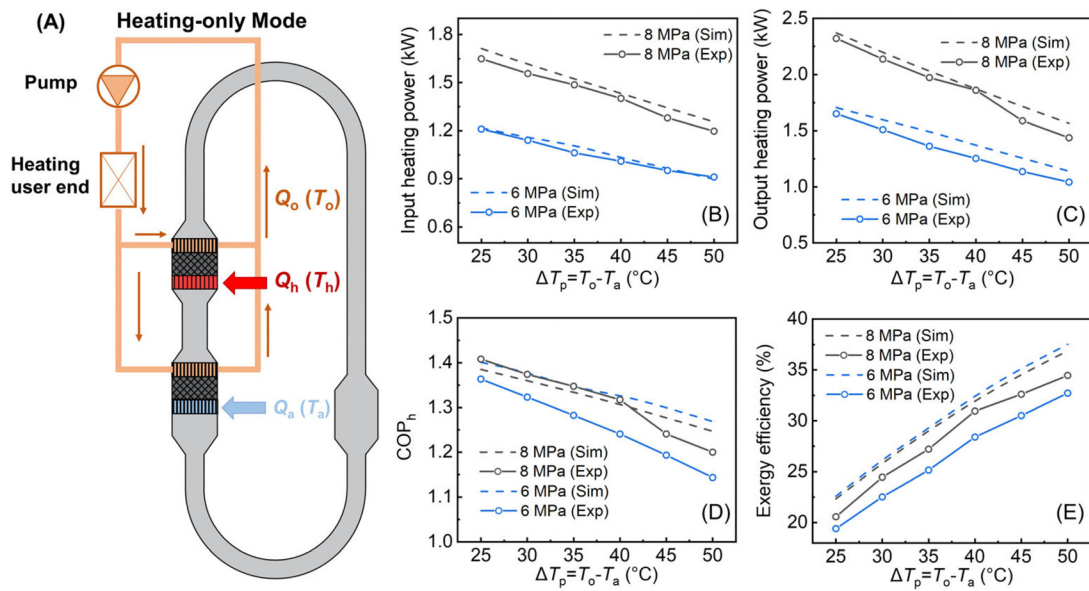 (A)
Heating-only Mode
Pump
Heating
user end
Qo (To)
Qh (Th)
Qa (Ta)
Input heating power (kW)
1.8
1.5
1.2
0.9
0.6
8 MPa (Sim)
8 MPa (Exp)
6 MPa (Sim)
6 MPa (Exp)
(B)
25 30 35 40 45 50
ΔTp=To-Ta (°C)
Output heating power (kW)
2.5
2.0
1.5
1.0
0.5
8 MPa (Sim)
8 MPa (Exp)
6 MPa (Sim)
6 MPa (Exp)
(C)
25 30 35 40 45 50
ΔTp=To-Ta (°C)
COPh
1.5
1.4
1.3
1.2
1.1
1.0
8 MPa (Sim)
8 MPa (Exp)
6 MPa (Sim)
6 MPa (Exp)
(D)
25 30 35 40 45 50
ΔTp=To-Ta (°C)
Exergy efficiency (%)
40
35
30
25
20
8 MPa (Sim)
8 MPa (Exp)
6 MPa (Sim)
6 MPa (Exp)
(E)
25 30 35 40 45 50
ΔTp=To-Ta (°C)